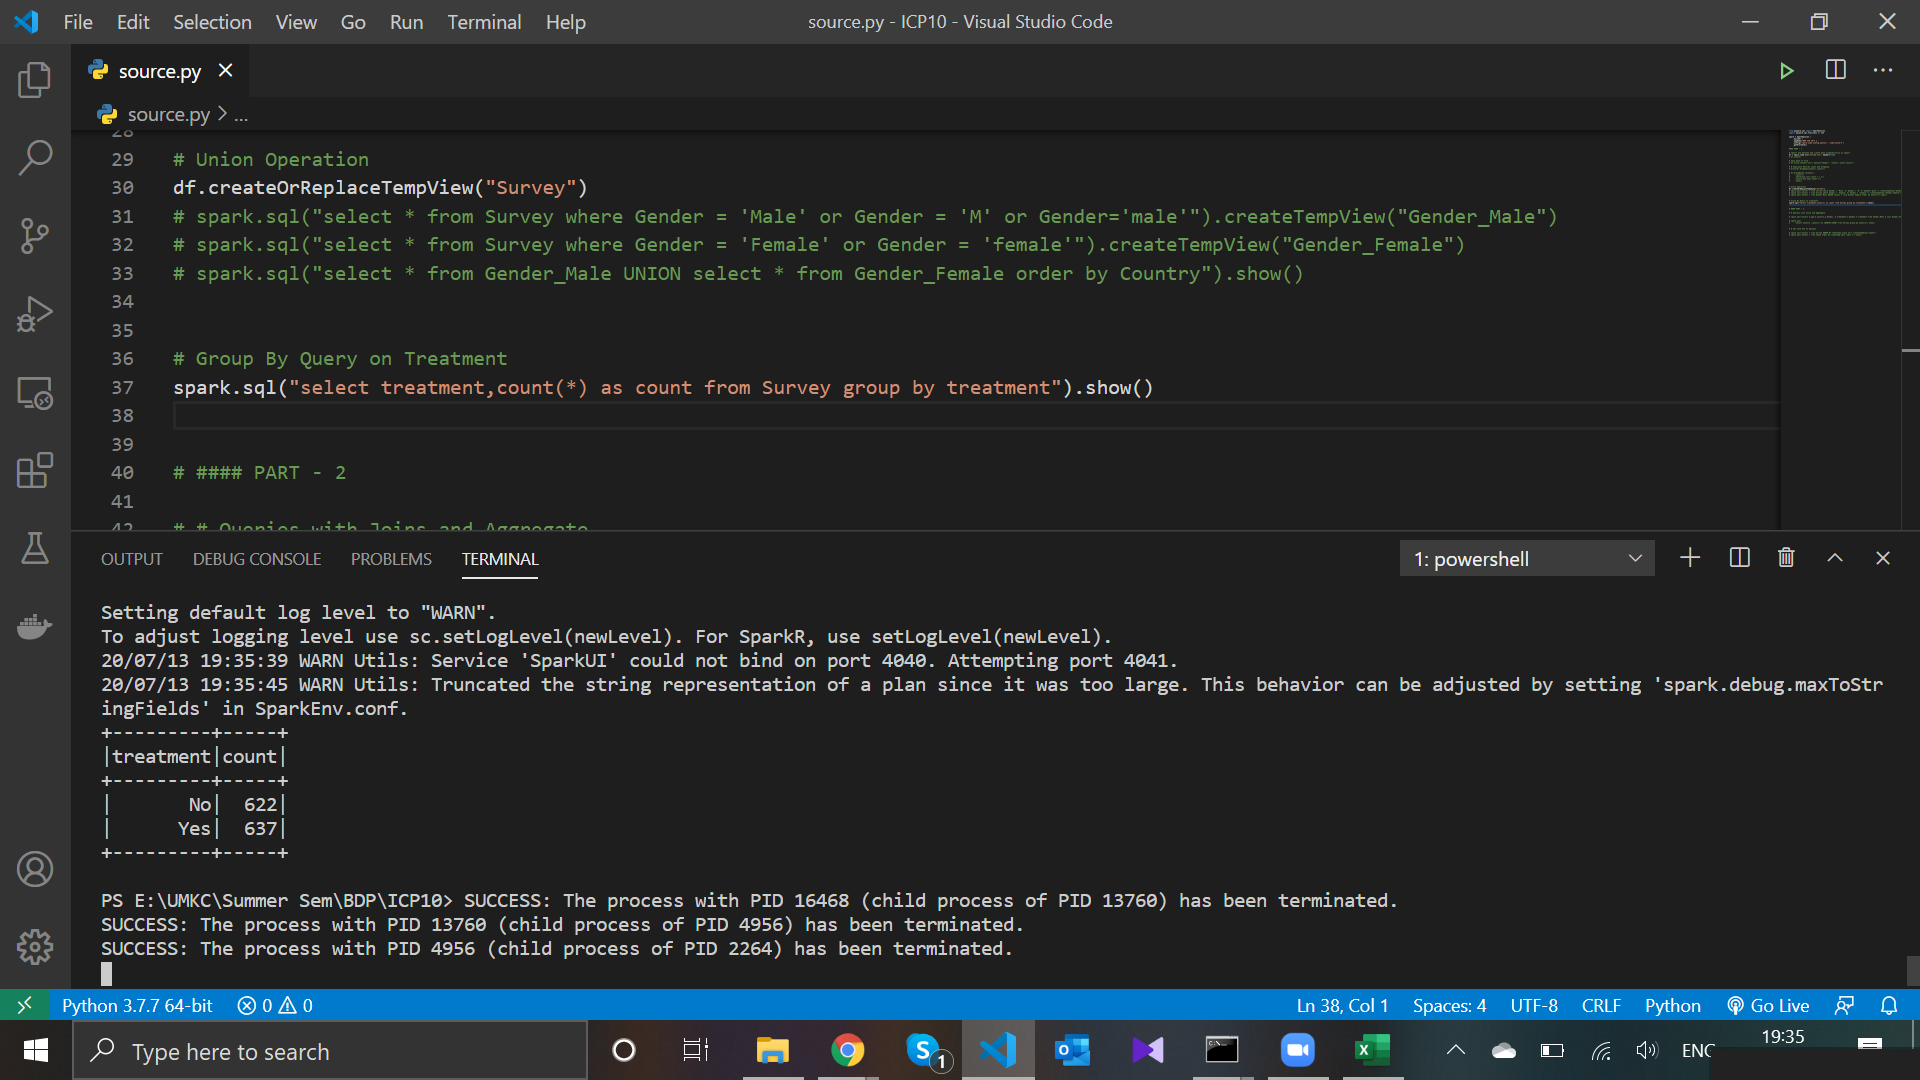 File Edit Selection View Go Run Terminal Help
source.py - ICP10 - Visual Studio Code
source.py
source.py > ...
28
29 # Union Operation
30 df.createOrReplaceTempView("Survey")
31 # spark.sql("select * from Survey where Gender = 'Male' or Gender = 'M' or Gender='male'").createTempView("Gender_Male")
32 # spark.sql("select * from Survey where Gender = 'Female' or Gender = 'female'").createTempView("Gender_Female")
33 # spark.sql("select * from Gender_Male UNION select * from Gender_Female order by Country").show()
34
35
36 # Group By Query on Treatment
37 spark.sql("select treatment,count(*) as count from Survey group by treatment").show()
38
39
40 # #### PART - 2
41
42 # # Queries with Joins and Aggregate
OUTPUT DEBUG CONSOLE PROBLEMS TERMINAL
1: powershell
Setting default log level to "WARN".
To adjust logging level use sc.setLogLevel(newLevel). For SparkR, use setLogLevel(newLevel).
20/07/13 19:35:39 WARN Utils: Service 'SparkUI' could not bind on port 4040. Attempting port 4041.
20/07/13 19:35:45 WARN Utils: Truncated the string representation of a plan since it was too large. This behavior can be adjusted by setting 'spark.debug.maxToStr
ingFields' in SparkEnv.conf.
+---------+-----+
|treatment|count|
+---------+-----+
|       No|  622|
|      Yes|  637|
+---------+-----+
PS E:\UMKC\Summer Sem\BDP\ICP10> SUCCESS: The process with PID 16468 (child process of PID 13760) has been terminated.
SUCCESS: The process with PID 13760 (child process of PID 4956) has been terminated.
SUCCESS: The process with PID 4956 (child process of PID 2264) has been terminated.
Python 3.7.7 64-bit 0 0
Ln 38, Col 1 Spaces: 4 UTF-8 CRLF Python Go Live
Type here to search
1
ENG
19:35